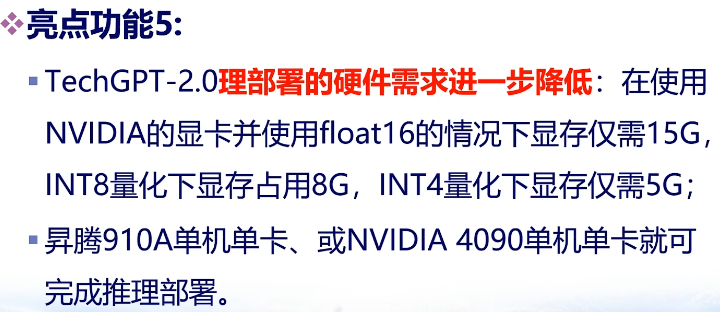 ❖亮点功能5:
▪TechGPT-2.0理部署的硬件需求进一步降低：在使用
NVIDIA的显卡并使用float16的情况下显存仅需15G，
INT8量化下显存占用8G，INT4量化下显存仅需5G；
▪昇腾910A单机单卡、或NVIDIA 4090单机单卡就可
完成推理部署。